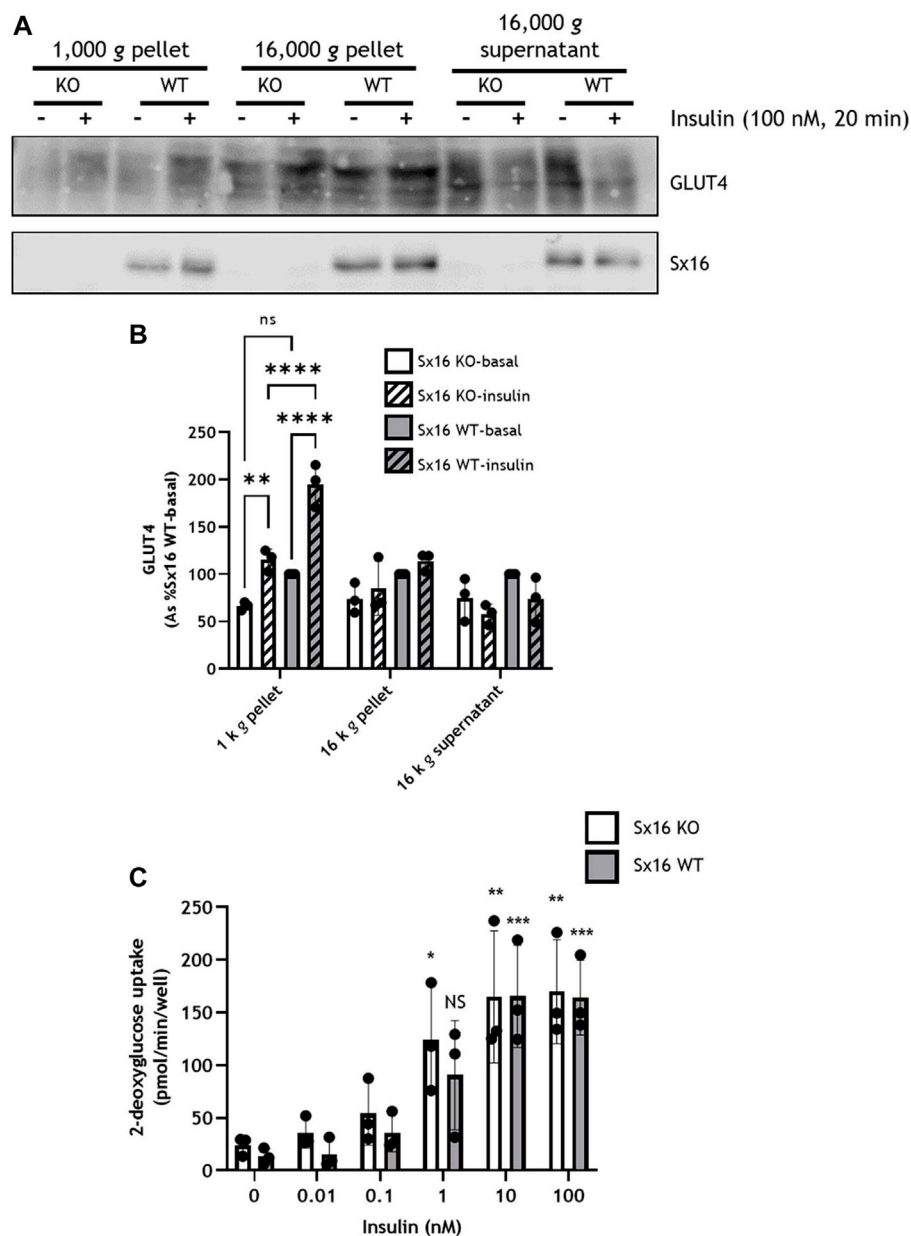 A
1,000 g pellet 16,000 g pellet 16,000 g supernatant
KO WT KO WT KO WT
- + - + - + - + - + - + Insulin (100 nM, 20 min)
GLUT4
Sx16
B
ns
Sx16 KO-basal
**** Sx16 KO-insulin
**** Sx16 WT-basal
Sx16 WT-insulin
**
250
200
150
100
50
0
GLUT4
(As %Sx16 WT-basal)
1 k g pellet
16 k g pellet
16 k g supernatant
Sx16 KO
Sx16 WT
C
250
200
150
100
50
0
2-deoxyglucose uptake
(pmol/min/well)
* NS ** *** ** ***
0 0.01 0.1 1 10 100
Insulin (nM)